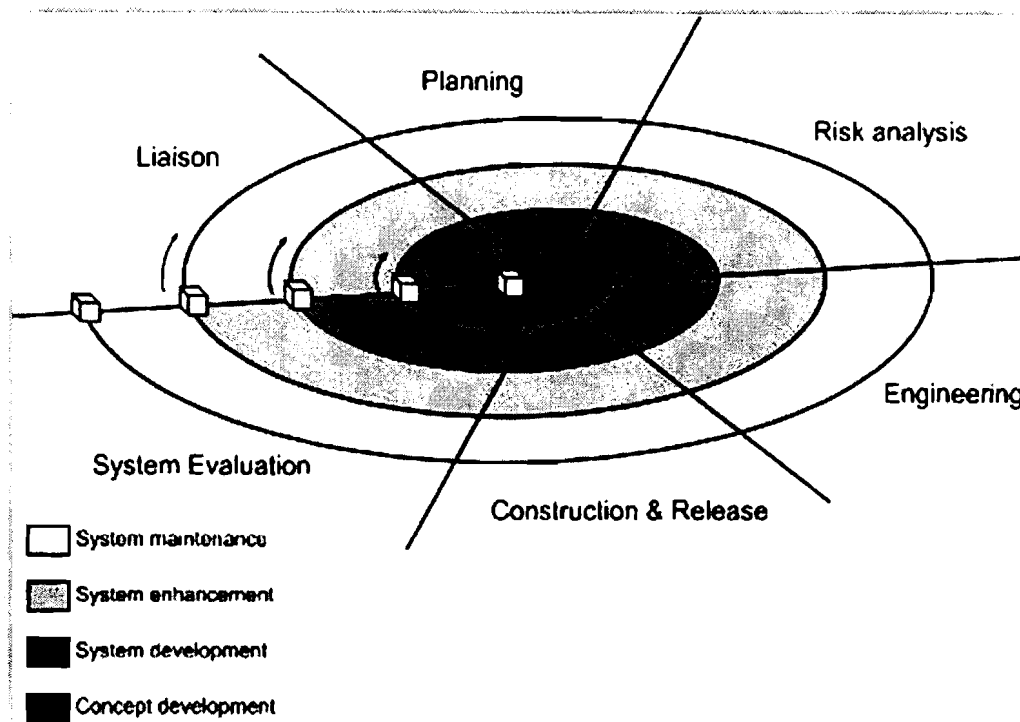 Planning
Risk analysis
Liaison
Engineering
System Evaluation
Construction & Release
System maintenance
System enhancement
System development
Concept development